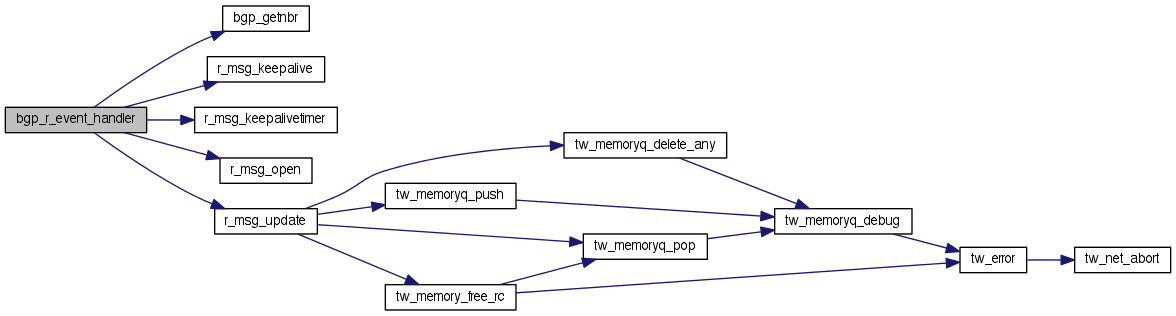 bgp_getnbr
r_msg_keepalive
bgp_r_event_handler
r_msg_keepalivetimer
r_msg_open
r_msg_update
tw_memoryq_delete_any
tw_memoryq_push
tw_memoryq_pop
tw_memory_free_rc
tw_memoryq_debug
tw_error
tw_net_abort